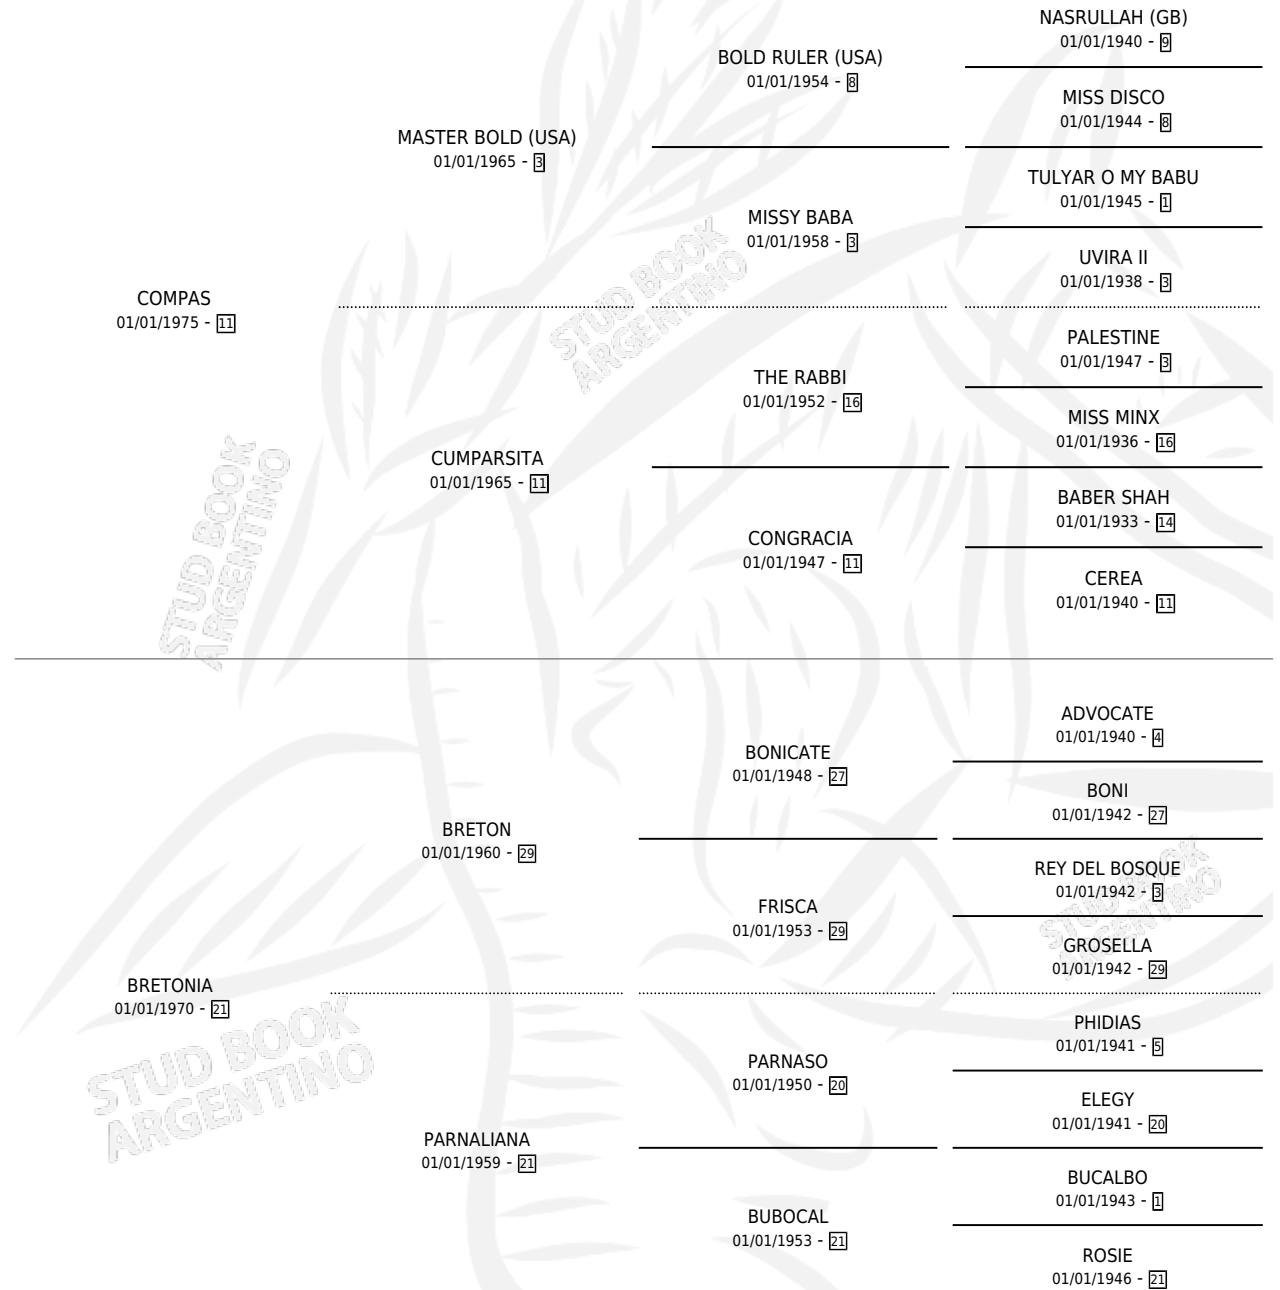 NASRULLAH (GB)
01/01/1940 - 9
BOLD RULER (USA)
01/01/1954 - 8
MISS DISCO
01/01/1944 - 8
MASTER BOLD (USA)
01/01/1965 - 3
TULYAR O MY BABU
01/01/1945 - 1
MISSY BABA
01/01/1958 - 3
UVIRA II
01/01/1938 - 3
COMPAS
01/01/1975 - 11
PALESTINE
01/01/1947 - 3
THE RABBI
01/01/1952 - 16
MISS MINX
01/01/1936 - 16
CUMPARSITA
01/01/1965 - 11
BABER SHAH
01/01/1933 - 14
CONGRACIA
01/01/1947 - 11
CEREA
01/01/1940 - 11
ADVOCATE
01/01/1940 - 4
BONICATE
01/01/1948 - 27
BONI
01/01/1942 - 27
BRETON
01/01/1960 - 29
REY DEL BOSQUE
01/01/1942 - 3
FRISCA
01/01/1953 - 29
GROSELLA
01/01/1942 - 29
BRETONIA
01/01/1970 - 21
PHIDIAS
01/01/1941 - 5
PARNASO
01/01/1950 - 20
ELEGY
01/01/1941 - 20
PARNALIANA
01/01/1959 - 21
BUCALBO
01/01/1943 - 1
BUBOCAL
01/01/1953 - 21
ROSIE
01/01/1946 - 21
STUD BOOK
ARGENTINO
STUD BOOK
ARGENTINO
STUD BOOK
ARGENTINO
STUD BOOK
ARGENTINO